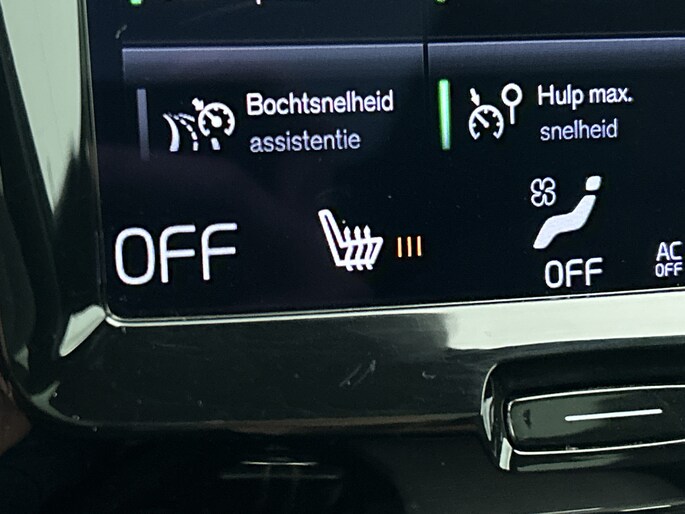 Bochtsnelheid
assistentie
Hulp max.
snelheid
OFF
OFF
AC
OFF